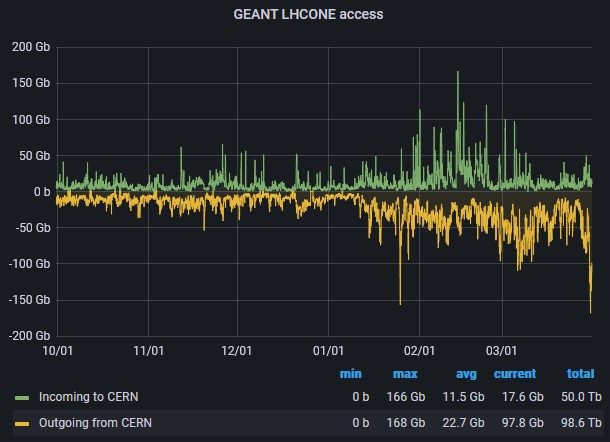 GEANT LHCONE access
200 Gb
150 Gb
100 Gb
50 Gb
0 b
-50 Gb
-100 Gb
-150 Gb
-200 Gb
10/01 11/01 12/01 01/01 02/01 03/01
min max avg current total
Incoming to CERN 0 b 166 Gb 11.5 Gb 17.6 Gb 50.0 Tb
Outgoing from CERN 0 b 168 Gb 22.7 Gb 97.8 Gb 98.6 Tb